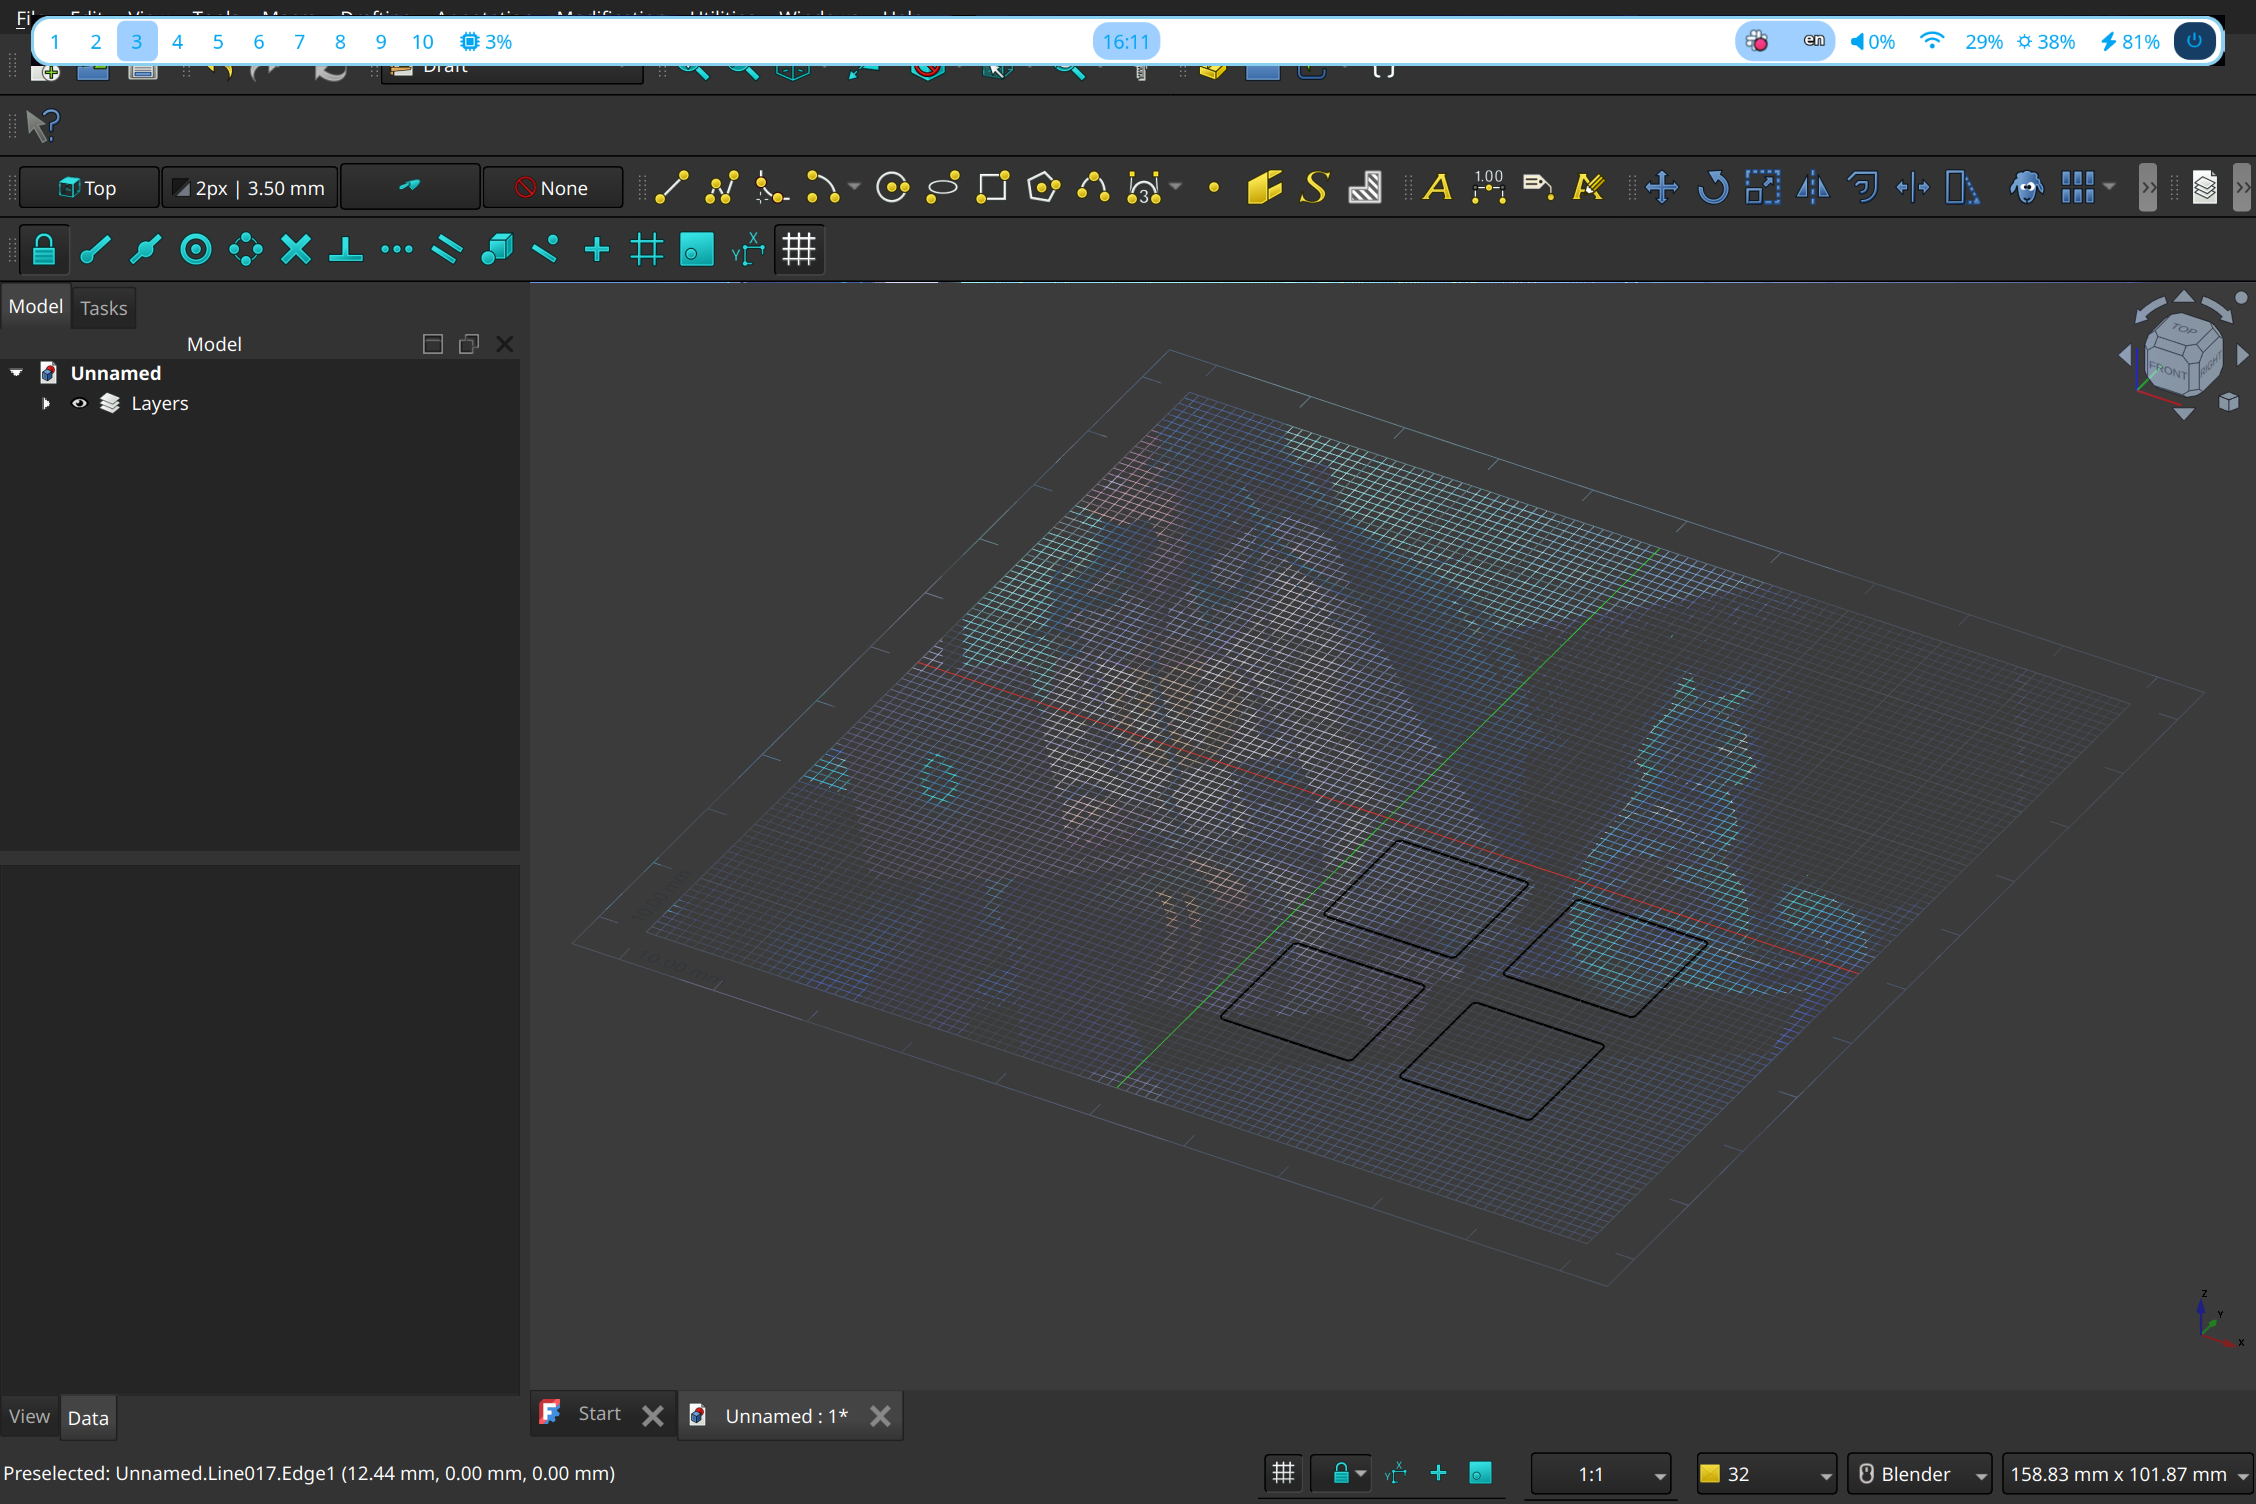 1 2 3 4 5 6 7 8 9 10 3% 16:11 en 0% 29% 38% 81%
Draft
Top 2px | 3.50 mm None 3 1.00
X
Y
Model Tasks
Model
Unnamed
Layers
TOP
FRONT RIGHT
Z
Y
X
View Data
Start Unnamed : 1*
Preselected: Unnamed.Line017.Edge1 (12.44 mm, 0.00 mm, 0.00 mm) 1:1 32 Blender 158.83 mm x 101.87 mm